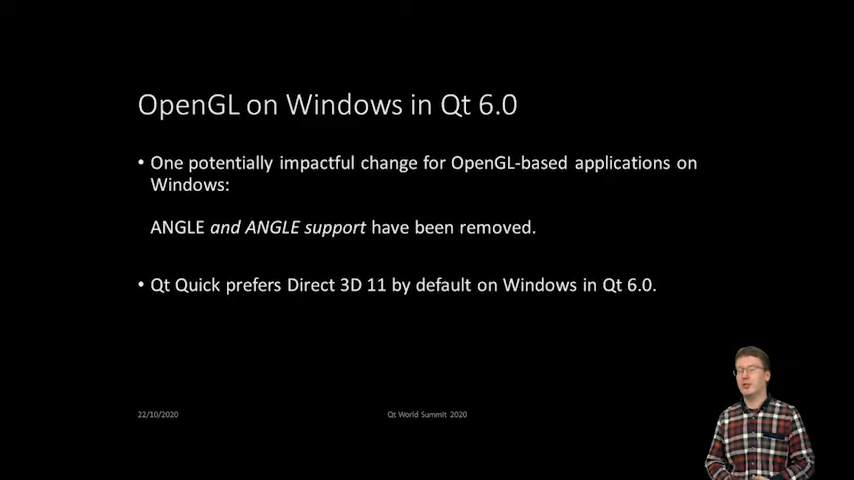 OpenGL on Windows in Qt 6.0
• One potentially impactful change for OpenGL-based applications on
Windows:
ANGLE and ANGLE support have been removed.
• Qt Quick prefers Direct 3D 11 by default on Windows in Qt 6.0.
22/10/2020
Qt World Summit 2020